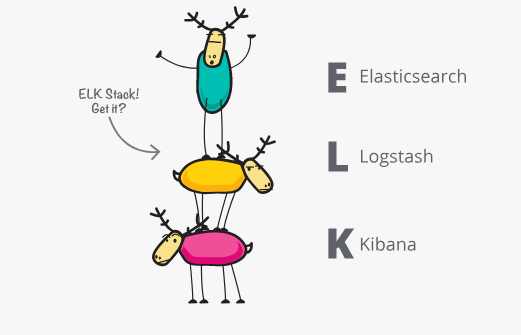 ELK Stack!
Get it?
E Elasticsearch
L Logstash
K Kibana